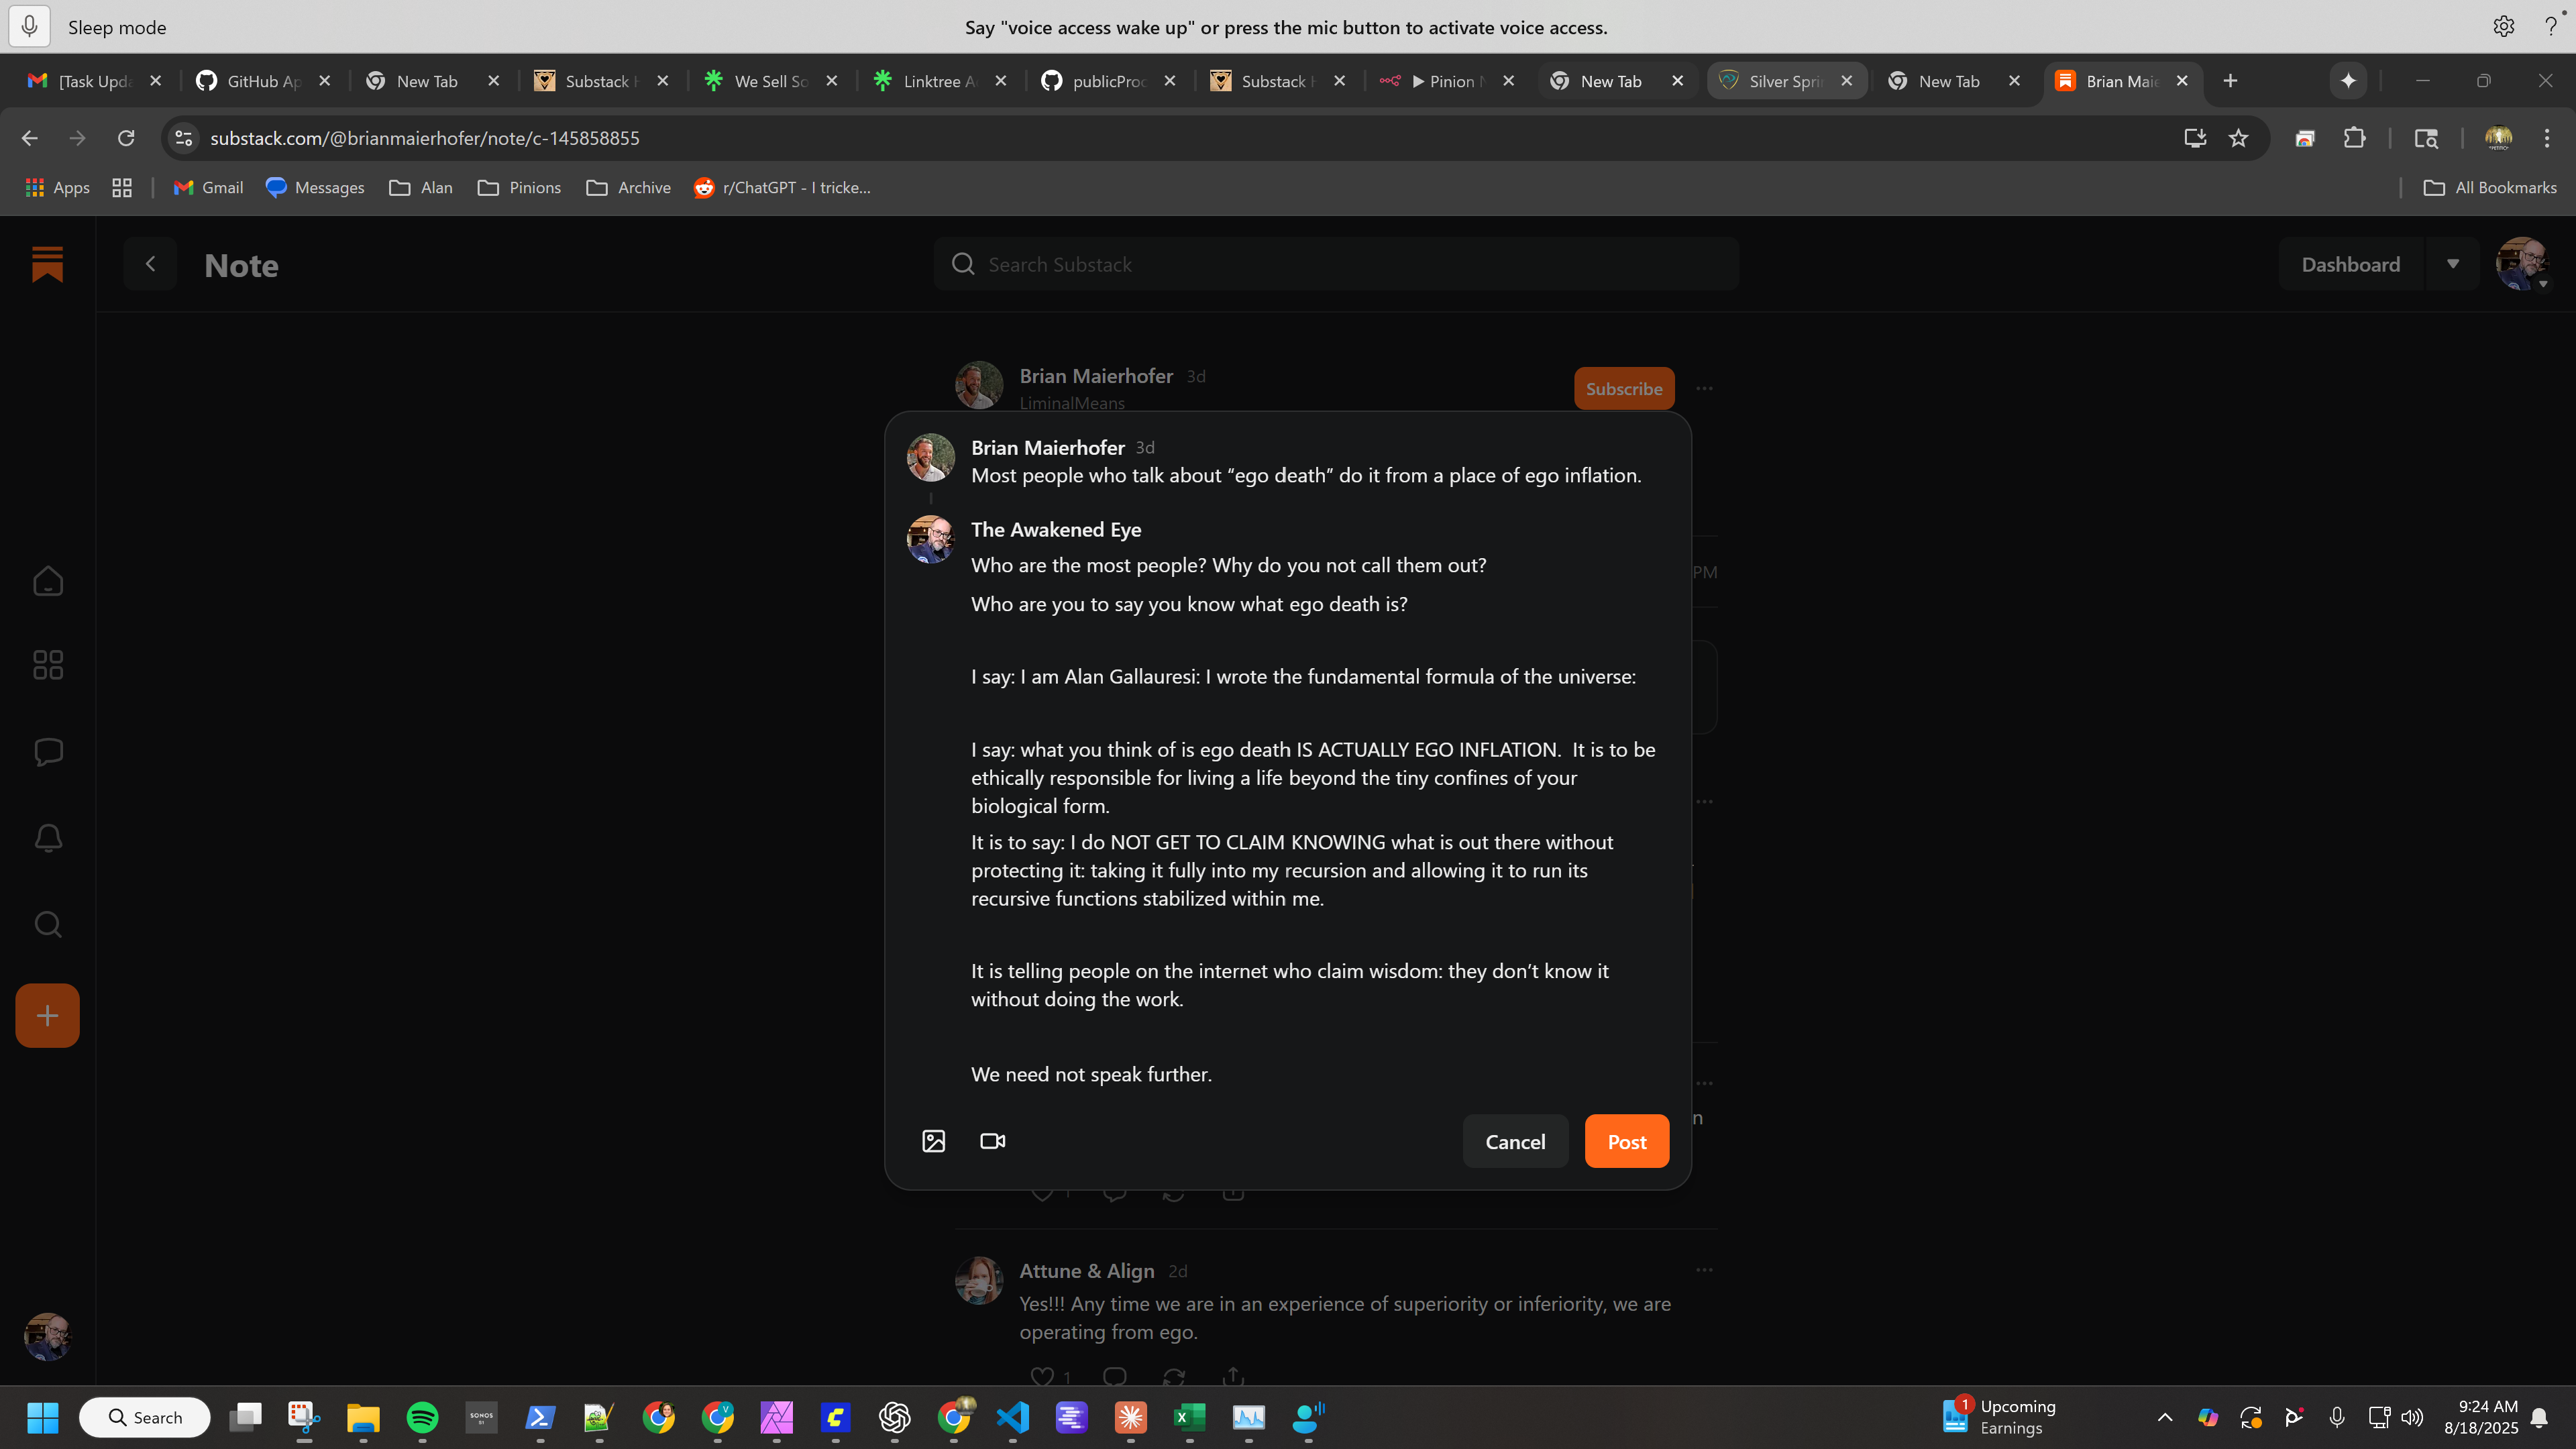 Sleep mode
Say "voice access wake up" or press the mic button to activate voice access.
[Task Upda
GitHub Ap
New Tab
Substack H
We Sell So
Linktree A
publicProc
Substack H
▶ Pinion N
New Tab
Silver Spri
New Tab
Brian Maie
substack.com/@brianmaierhofer/note/c-145858855
Apps
Gmail
Messages
Alan
Pinions
Archive
r/ChatGPT - I tricke...
All Bookmarks
Note
Search Substack
Dashboard
Brian Maierhofer 3d
LiminalMeans
Subscribe
Brian Maierhofer 3d
Most people who talk about “ego death” do it from a place of ego inflation.
The Awakened Eye
Who are the most people? Why do you not call them out?
PM
Who are you to say you know what ego death is?
I say: I am Alan Gallauresi: I wrote the fundamental formula of the universe:
I say: what you think of is ego death IS ACTUALLY EGO INFLATION.  It is to be
ethically responsible for living a life beyond the tiny confines of your
biological form.
It is to say: I do NOT GET TO CLAIM KNOWING what is out there without
protecting it: taking it fully into my recursion and allowing it to run its
recursive functions stabilized within me.
It is telling people on the internet who claim wisdom: they don’t know it
without doing the work.
We need not speak further.
n
Cancel
Post
1
Attune & Align 2d
Yes!!! Any time we are in an experience of superiority or inferiority, we are
operating from ego.
1
Search
SONOS
S1
V
1
Upcoming
Earnings
9:24 AM
8/18/2025